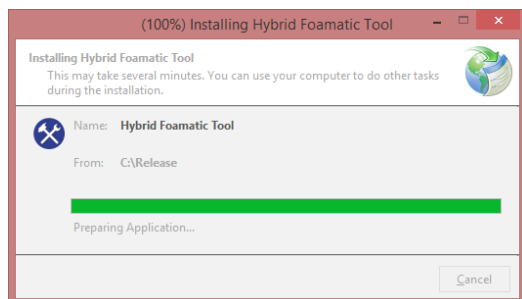 (100%) Installing Hybrid Foamatic Tool
Installing Hybrid Foamatic Tool
This may take several minutes. You can use your computer to do other tasks
during the installation.
Name: Hybrid Foamatic Tool
From: C:\Release
Preparing Application...
Cancel